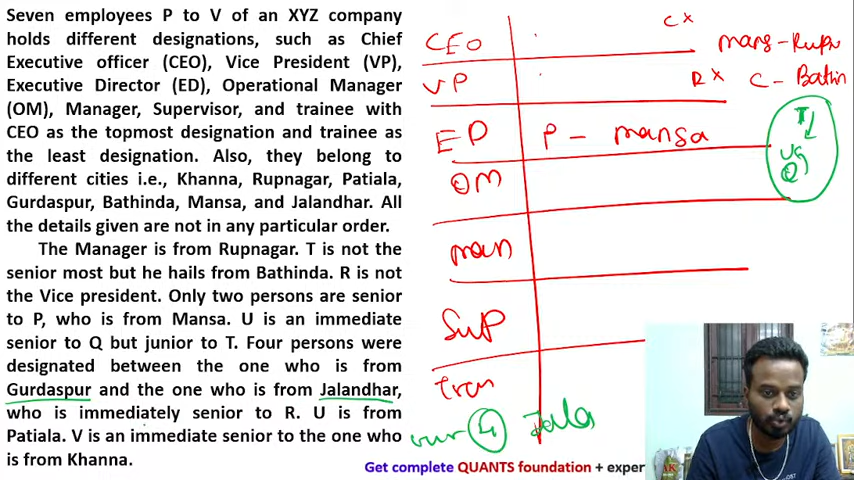 Seven employees P to V of an XYZ company
holds different designations, such as Chief
Executive officer (CEO), Vice President (VP),
Executive Director (ED), Operational Manager
(OM), Manager, Supervisor, and trainee with
CEO as the topmost designation and trainee as
the least designation. Also, they belong to
different cities i.e., Khanna, Rupnagar, Patiala,
Gurdaspur, Bathinda, Mansa, and Jalandhar. All
the details given are not in any particular order.
The Manager is from Rupnagar. T is not the
senior most but he hails from Bathinda. R is not
the Vice president. Only two persons are senior
to P, who is from Mansa. U is an immediate
senior to Q but junior to T. Four persons were
designated between the one who is from
Gurdaspur and the one who is from Jalandhar,
who is immediately senior to R. U is from
Patiala. V is an immediate senior to the one who
is from Khanna.
CEO
VP
ED P - mansa
OM
man
SuP
Tran
C x
mang - Rupn
R x C - Bathin
T
U
Q
4 Jala
Get complete QUANTS foundation + exper